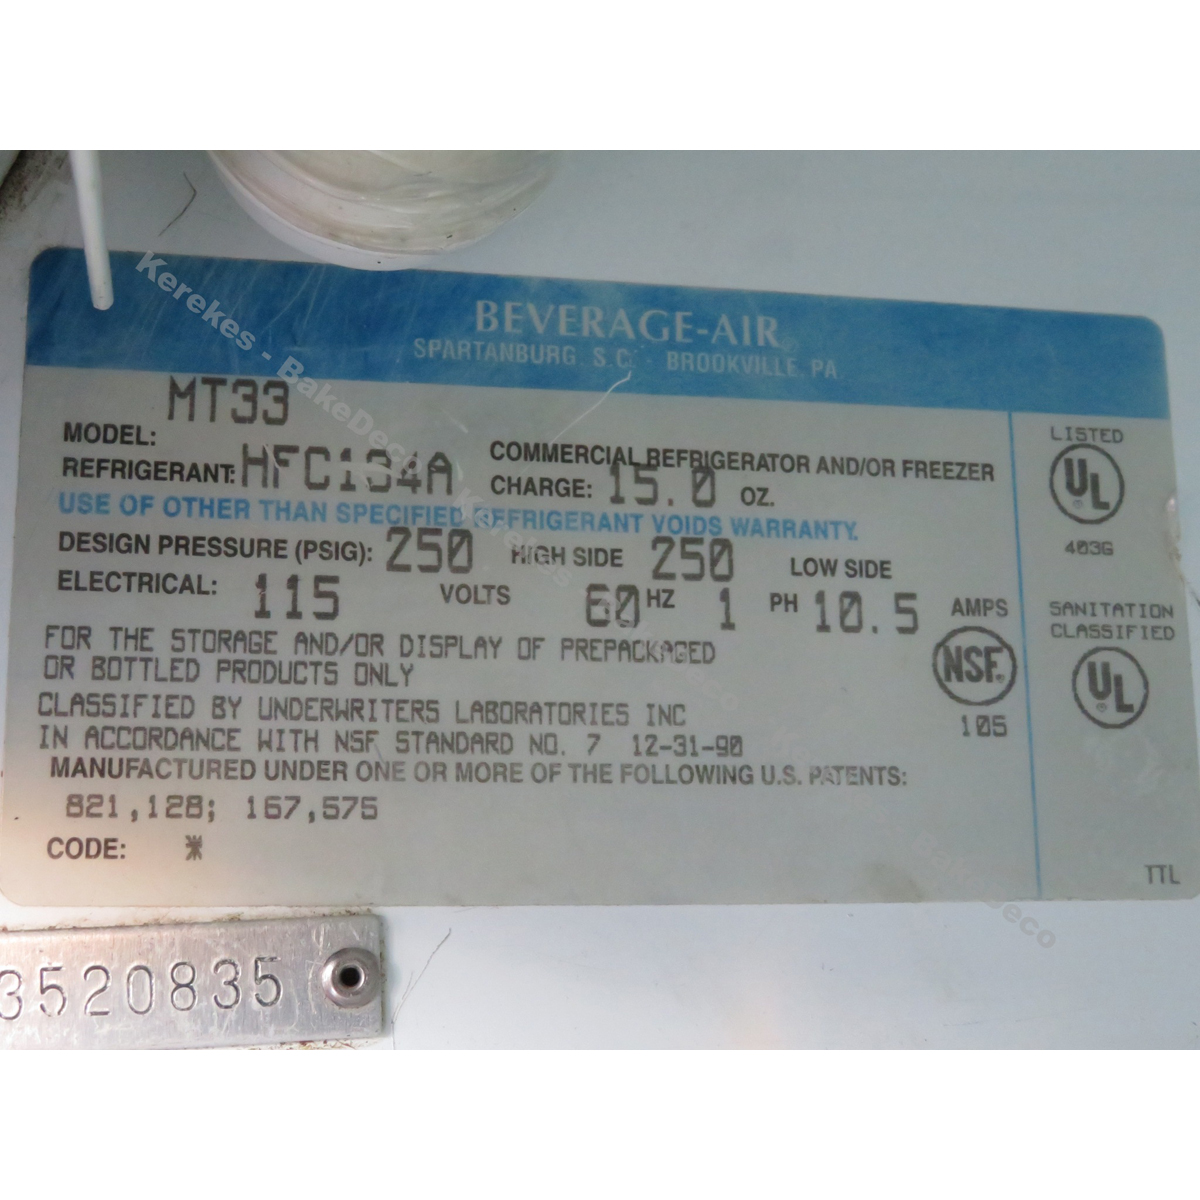 BEVERAGE-AIR
SPARTANBURG, S.C. · BROOKVILLE, PA
MODEL: MT33
COMMERCIAL REFRIGERATOR AND/OR FREEZER
REFRIGERANT: HFC134A CHARGE: 15.0 OZ.
USE OF OTHER THAN SPECIFIED REFRIGERANT VOIDS WARRANTY.
DESIGN PRESSURE (PSIG): 250 HIGH SIDE 250 LOW SIDE
ELECTRICAL: 115 VOLTS 60 HZ 1 PH 10.5 AMPS
FOR THE STORAGE AND/OR DISPLAY OF PREPACKAGED
OR BOTTLED PRODUCTS ONLY
CLASSIFIED BY UNDERWRITERS LABORATORIES INC
IN ACCORDANCE WITH NSF STANDARD NO. 7 12-31-90
MANUFACTURED UNDER ONE OR MORE OF THE FOLLOWING U.S. PATENTS:
821,128; 167,575
CODE: *
NSF®
105
LISTED
UL®
403G
SANITATION
CLASSIFIED
UL®
TTL
3520835
Kerekes - BakeDeco
Kerekes - BakeDeco
Kerekes - BakeDeco